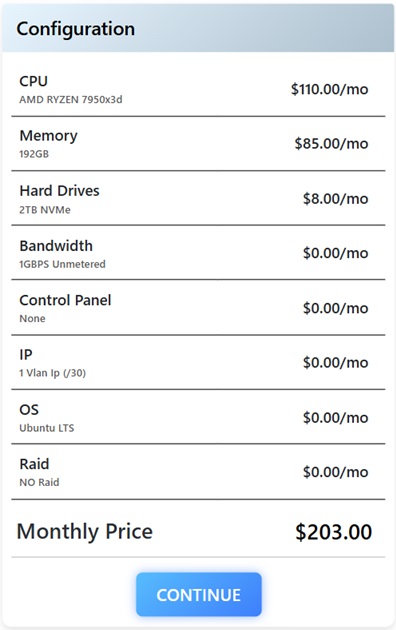 Configuration
CPU
$110.00/mo
AMD RYZEN 7950x3d
Memory
$85.00/mo
192GB
Hard Drives
$8.00/mo
2TB NVMe
Bandwidth
$0.00/mo
1GBPS Unmetered
Control Panel
$0.00/mo
None
IP
$0.00/mo
1 Vlan Ip (/30)
OS
$0.00/mo
Ubuntu LTS
Raid
$0.00/mo
NO Raid
Monthly Price $203.00
CONTINUE